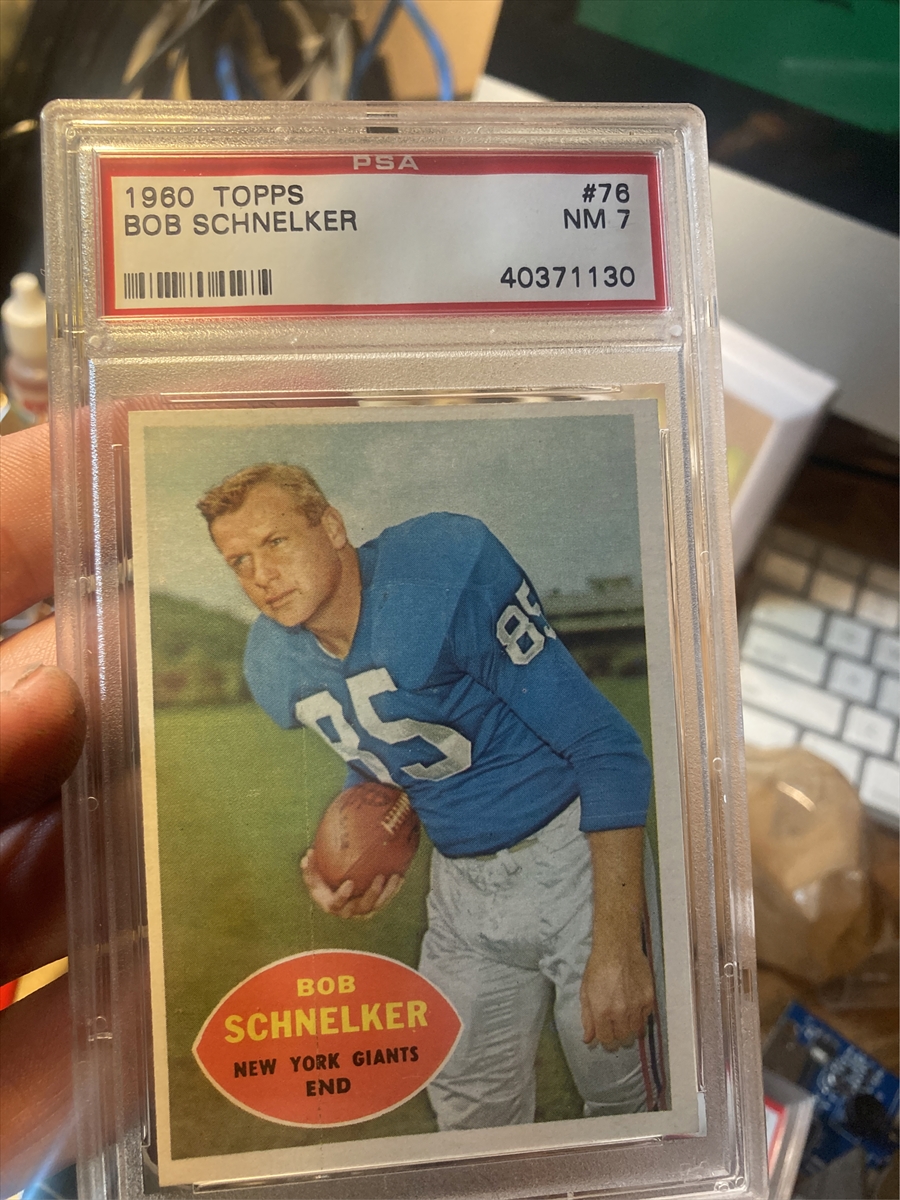 PSA
1960 TOPPS #76
BOB SCHNELKER NM 7
40371130
85
85
BOB
SCHNELKER
NEW YORK GIANTS
END